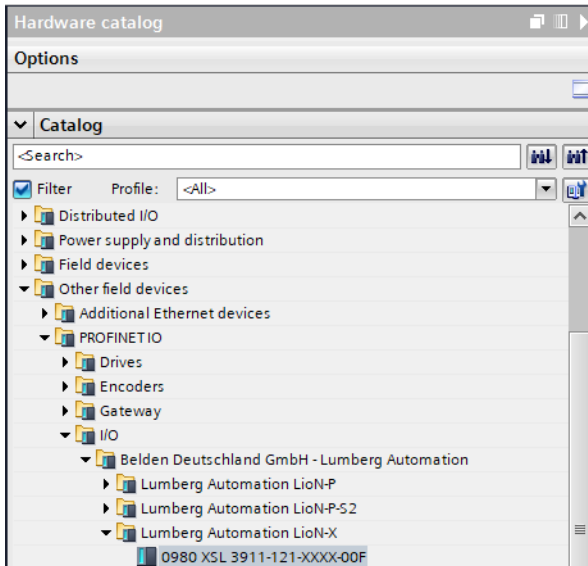 Hardware catalog
Options
Catalog
<Search>
Filter Profile: <All>
Distributed I/O
Power supply and distribution
Field devices
Other field devices
Additional Ethernet devices
PROFINET IO
Drives
Encoders
Gateway
I/O
Belden Deutschland GmbH - Lumberg Automation
Lumberg Automation LioN-P
Lumberg Automation LioN-P-S2
Lumberg Automation LioN-X
0980 XSL 3911-121-XXXX-00F